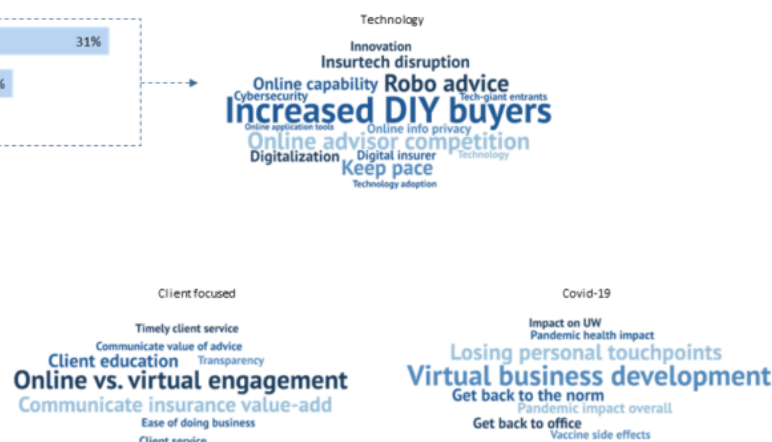 Technology
31%
Innovation
Insurtech disruption
%
Online capability Robo advice
Cybersecurity Tech-giant entrants
Increased DIY buyers
Online application tools Online info privacy
Online advisor competition
Digitalization Digital insurer Technology
Keep pace
Technology adoption
Client focused
Timely client service
Communicate value of advice
Client education Transparency
Online vs. virtual engagement
Communicate insurance value-add
Ease of doing business
Client service
Covid-19
Impact on UW
Pandemic health impact
Losing personal touchpoints
Virtual business development
Get back to the norm
Pandemic impact overall
Get back to office
Vaccine side effects